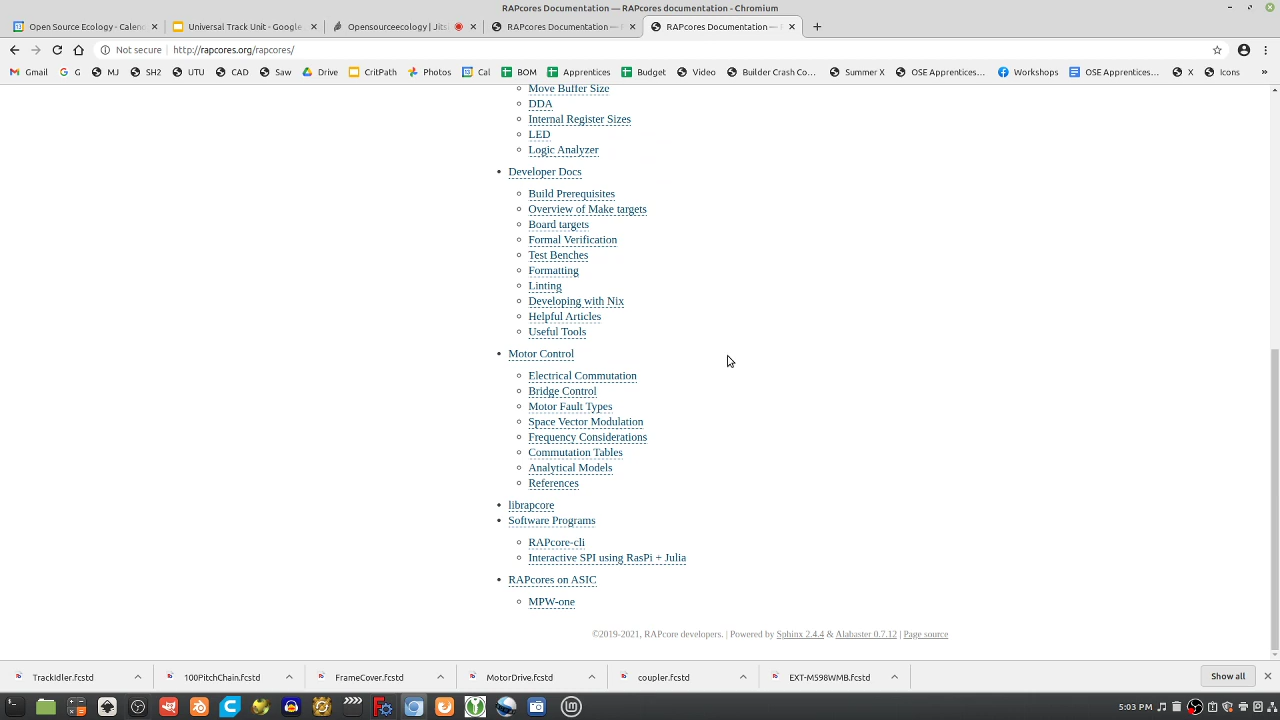 RAPcores Documentation — RAPcores documentation - Chromium
Open Source Ecology - Calen
Universal Track Unit - Google
Opensourceecology | Jits
RAPcores Documentation —
RAPcores Documentation —
Not secure
http://rapcores.org/rapcores/
Gmail
G
MJ
SH2
UTU
CAD
Saw
Drive
CritPath
Photos
Cal
BOM
Apprentices
Budget
Video
Builder Crash Co...
Summer X
OSE Apprentices...
Workshops
OSE Apprentices...
X
Icons
»
Move Buffer Size
DDA
Internal Register Sizes
LED
Logic Analyzer
Developer Docs
Build Prerequisites
Overview of Make targets
Board targets
Formal Verification
Test Benches
Formatting
Linting
Developing with Nix
Helpful Articles
Useful Tools
Motor Control
Electrical Commutation
Bridge Control
Motor Fault Types
Space Vector Modulation
Frequency Considerations
Commutation Tables
Analytical Models
References
librapcore
Software Programs
RAPcore-cli
Interactive SPI using RasPi + Julia
RAPcores on ASIC
MPW-one
©2019-2021, RAPcore developers. | Powered by Sphinx 2.4.4 & Alabaster 0.7.12 | Page source
TrackIdler.fcstd
100PitchChain.fcstd
FrameCover.fcstd
MotorDrive.fcstd
coupler.fcstd
EXT-M598WMB.fcstd
Show all
5:03 PM